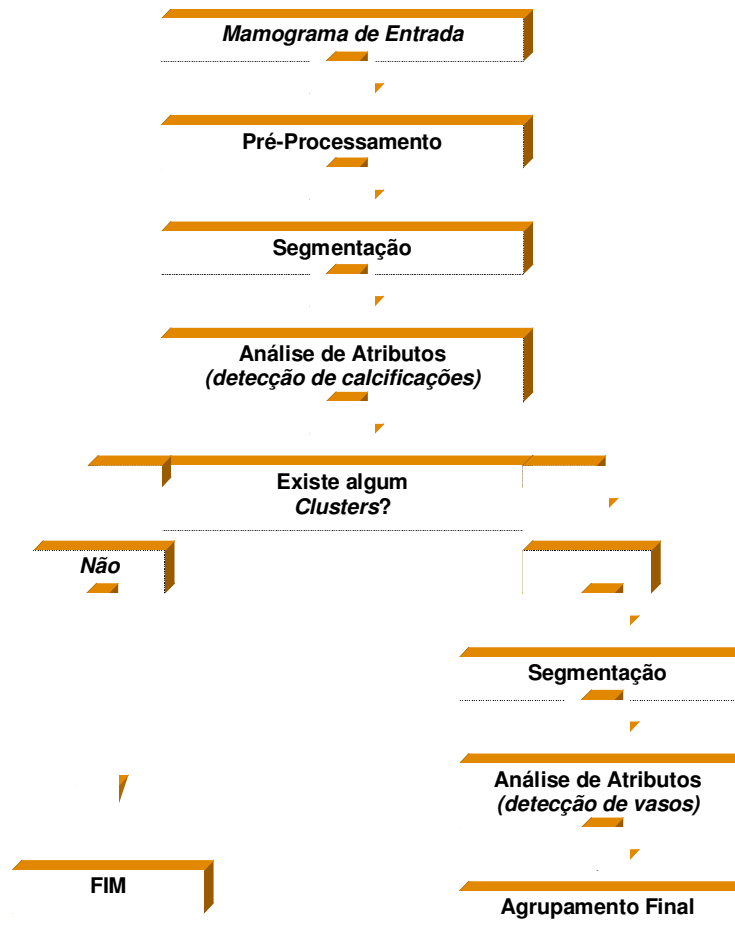 Mamograma de Entrada
Pré-Processamento
Segmentação
Análise de Atributos
(detecção de calcificações)
Existe algum
Clusters?
Não
Segmentação
Análise de Atributos
(detecção de vasos)
FIM
Agrupamento Final